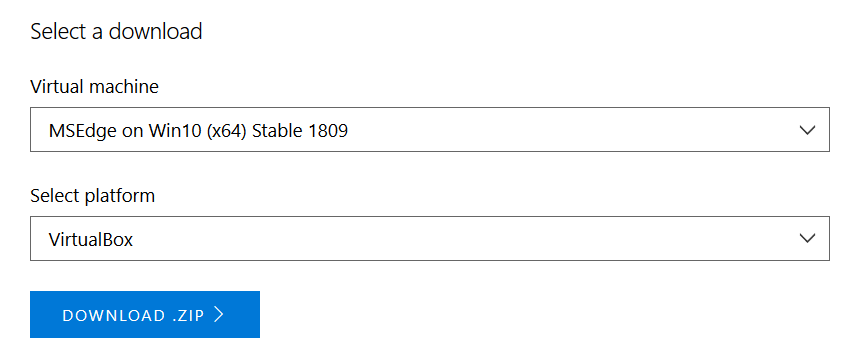 Select a download
Virtual machine
MSEdge on Win10 (x64) Stable 1809
Select platform
VirtualBox
DOWNLOAD .ZIP